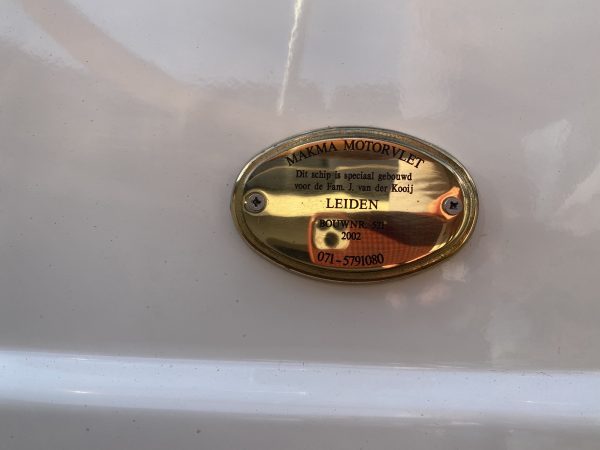 MAKMA MOTORVLET
Dit schip is speciaal gebouwd
voor de Fam. J. van der Kooij
LEIDEN
BOUWNR.
2002
071-5791080